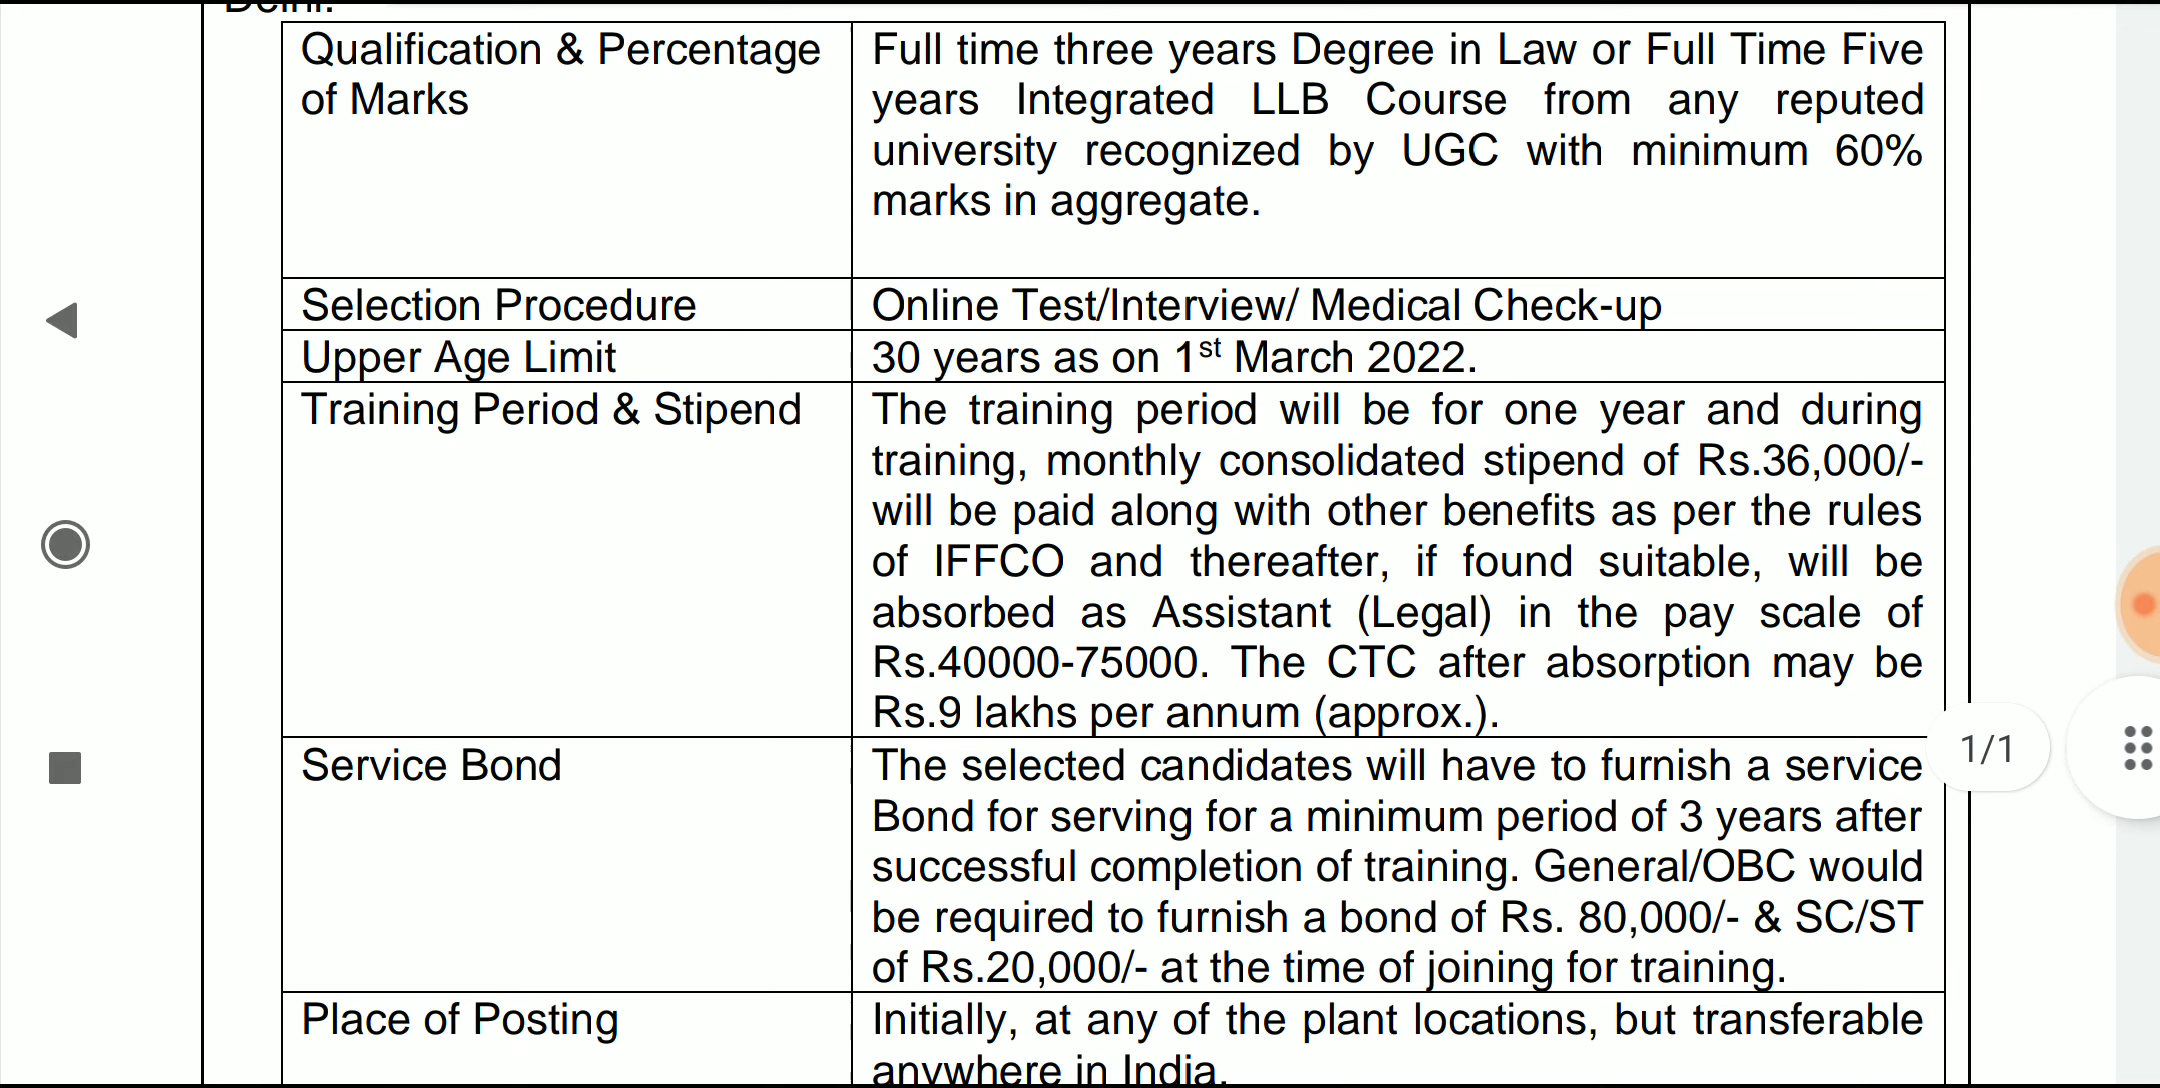 Delhi.
Qualification & Percentage
of Marks
Full time three years Degree in Law or Full Time Five
years Integrated LLB Course from any reputed
university recognized by UGC with minimum 60%
marks in aggregate.
Selection Procedure
Online Test/Interview/ Medical Check-up
Upper Age Limit
30 years as on 1st March 2022.
Training Period & Stipend
The training period will be for one year and during
training, monthly consolidated stipend of Rs.36,000/-
will be paid along with other benefits as per the rules
of IFFCO and thereafter, if found suitable, will be
absorbed as Assistant (Legal) in the pay scale of
Rs.40000-75000. The CTC after absorption may be
Rs.9 lakhs per annum (approx.).
Service Bond
The selected candidates will have to furnish a service
Bond for serving for a minimum period of 3 years after
successful completion of training. General/OBC would
be required to furnish a bond of Rs. 80,000/- & SC/ST
of Rs.20,000/- at the time of joining for training.
Place of Posting
Initially, at any of the plant locations, but transferable
anywhere in India.
1/1